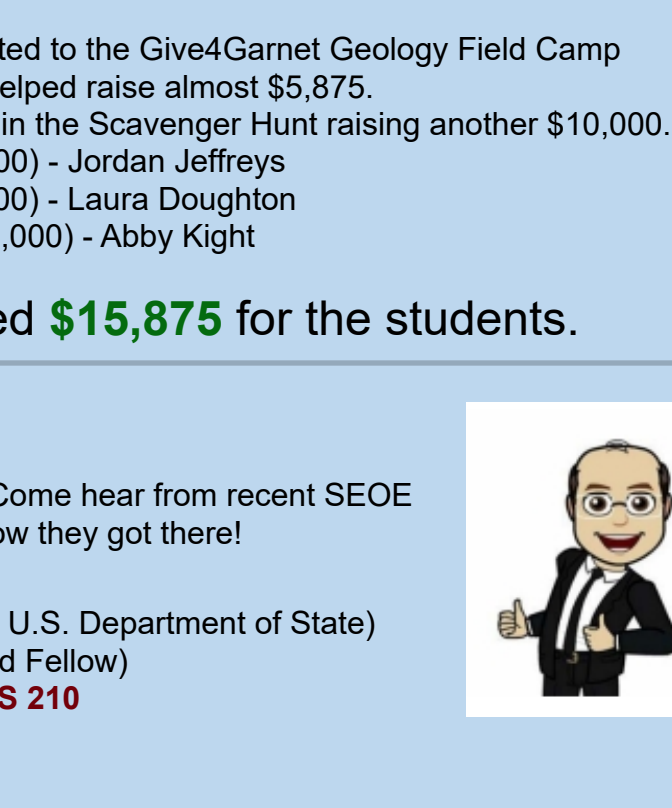 ted to the Give4Garnet Geology Field Camp
elped raise almost $5,875.
in the Scavenger Hunt raising another $10,000.
00) - Jordan Jeffreys
00) - Laura Doughton
,000) - Abby Kight
ed $15,875 for the students.
Come hear from recent SEOE
ow they got there!
U.S. Department of State)
d Fellow)
S 210